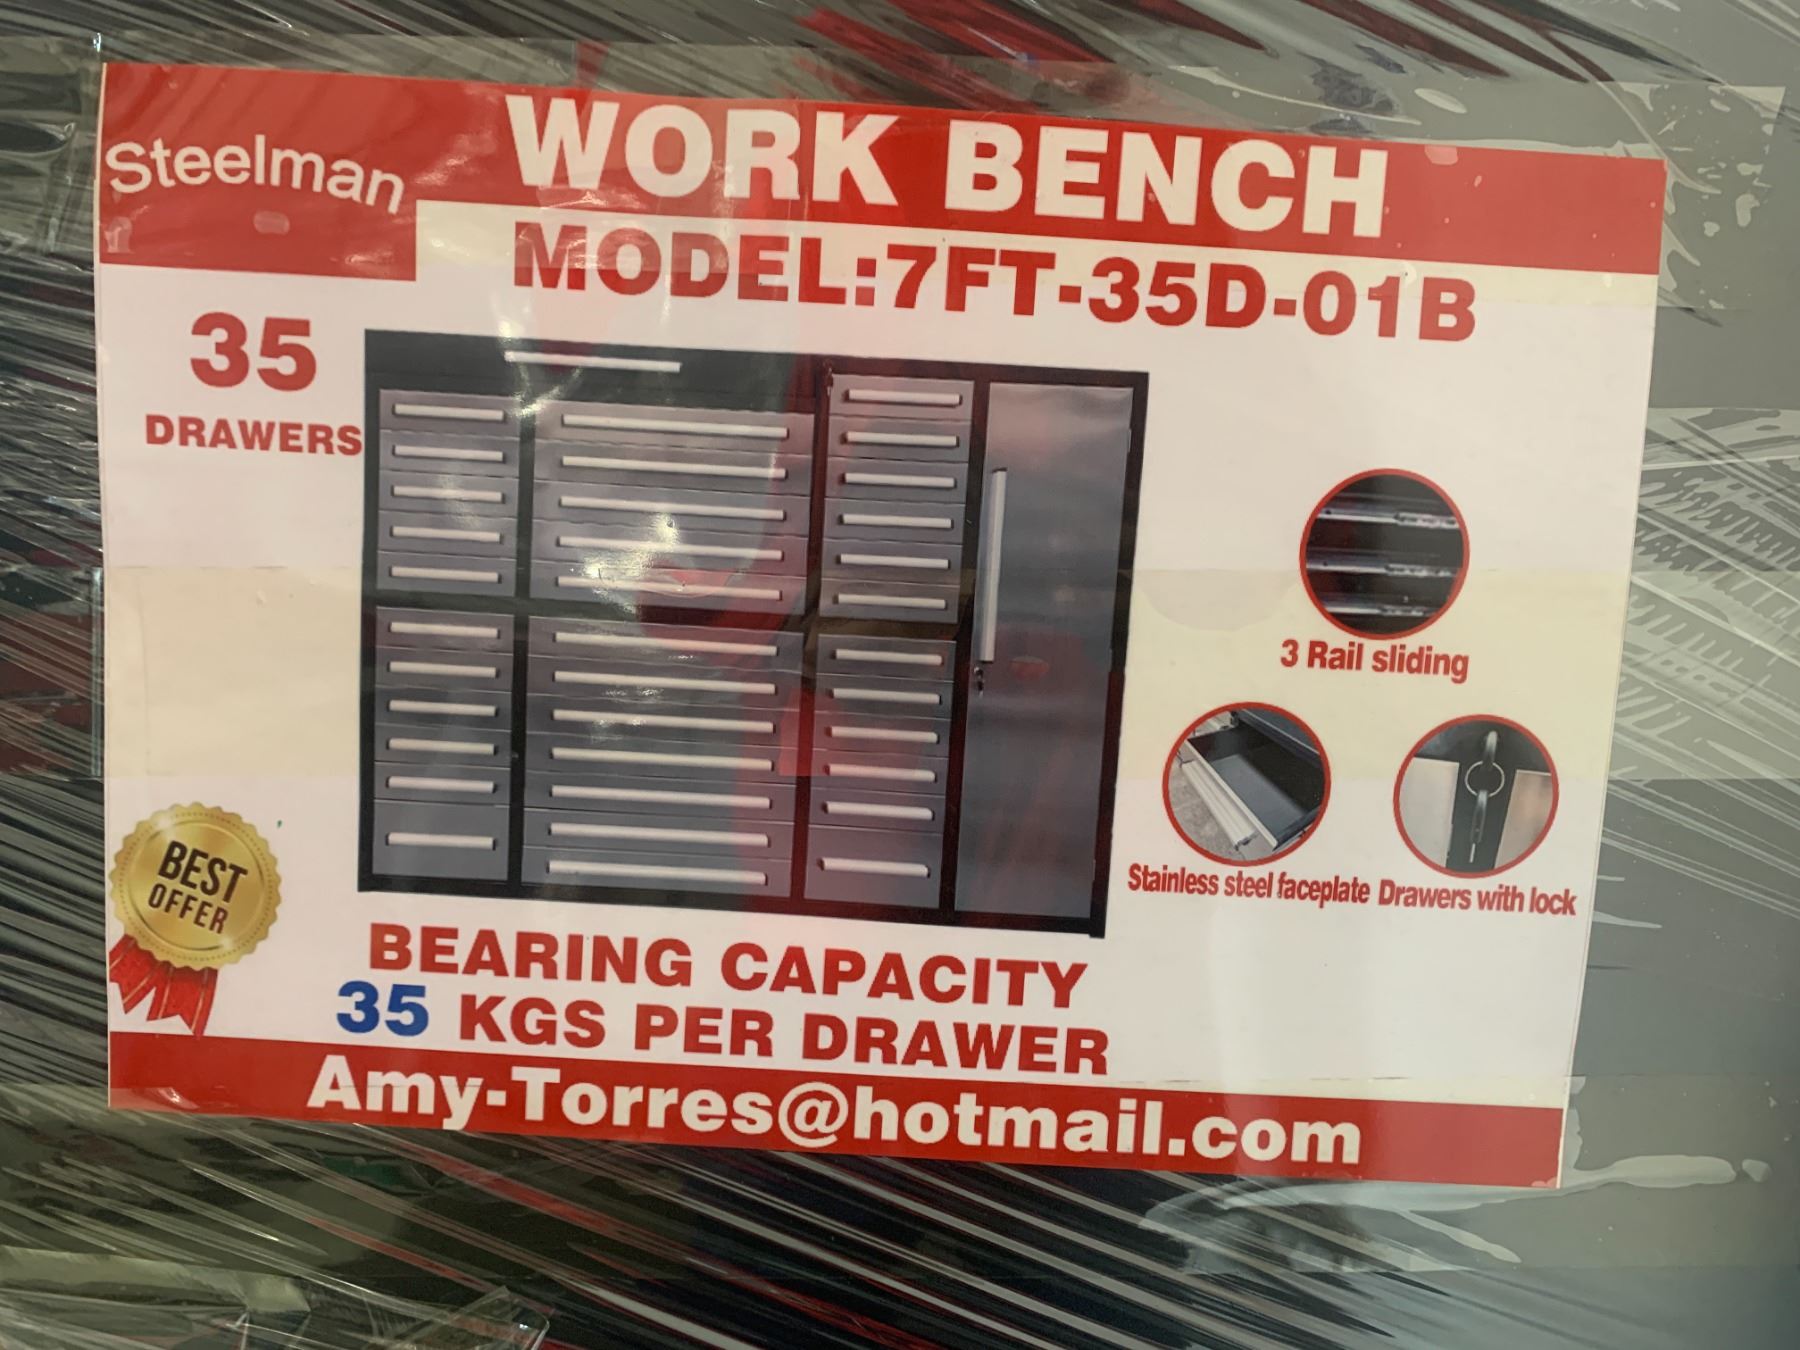 Steelman
WORK BENCH
MODEL:7FT-35D-01B
35
DRAWERS
3 Rail sliding
Stainless steel faceplate
Drawers with lock
BEST
OFFER
BEARING CAPACITY
35 KGS PER DRAWER
Amy-Torres@hotmail.com